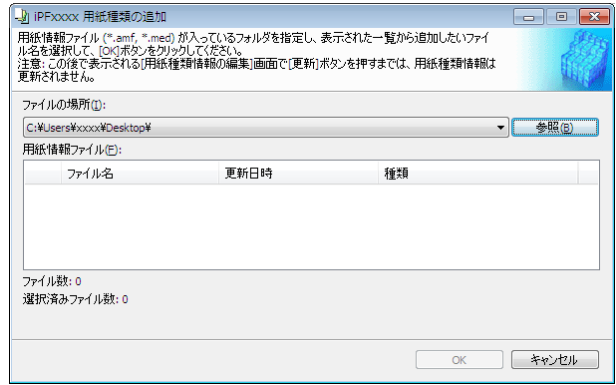 iPFxxxx 用紙種類の追加
用紙情報ファイル (*.amf, *.med) が入っているフォルダを指定し、表示された一覧から追加したいファイ
ル名を選択して、[OK]ボタンをクリックしてください。
注意: この後で表示される[用紙種類情報の編集]画面で[更新]ボタンを押すまでは、用紙種類情報は
更新されません。
ファイルの場所(I):
C:¥Users¥xxxx¥Desktop¥
参照(B)
用紙情報ファイル(F):
ファイル名 更新日時 種類
ファイル数: 0
選択済みファイル数: 0
OK キャンセル